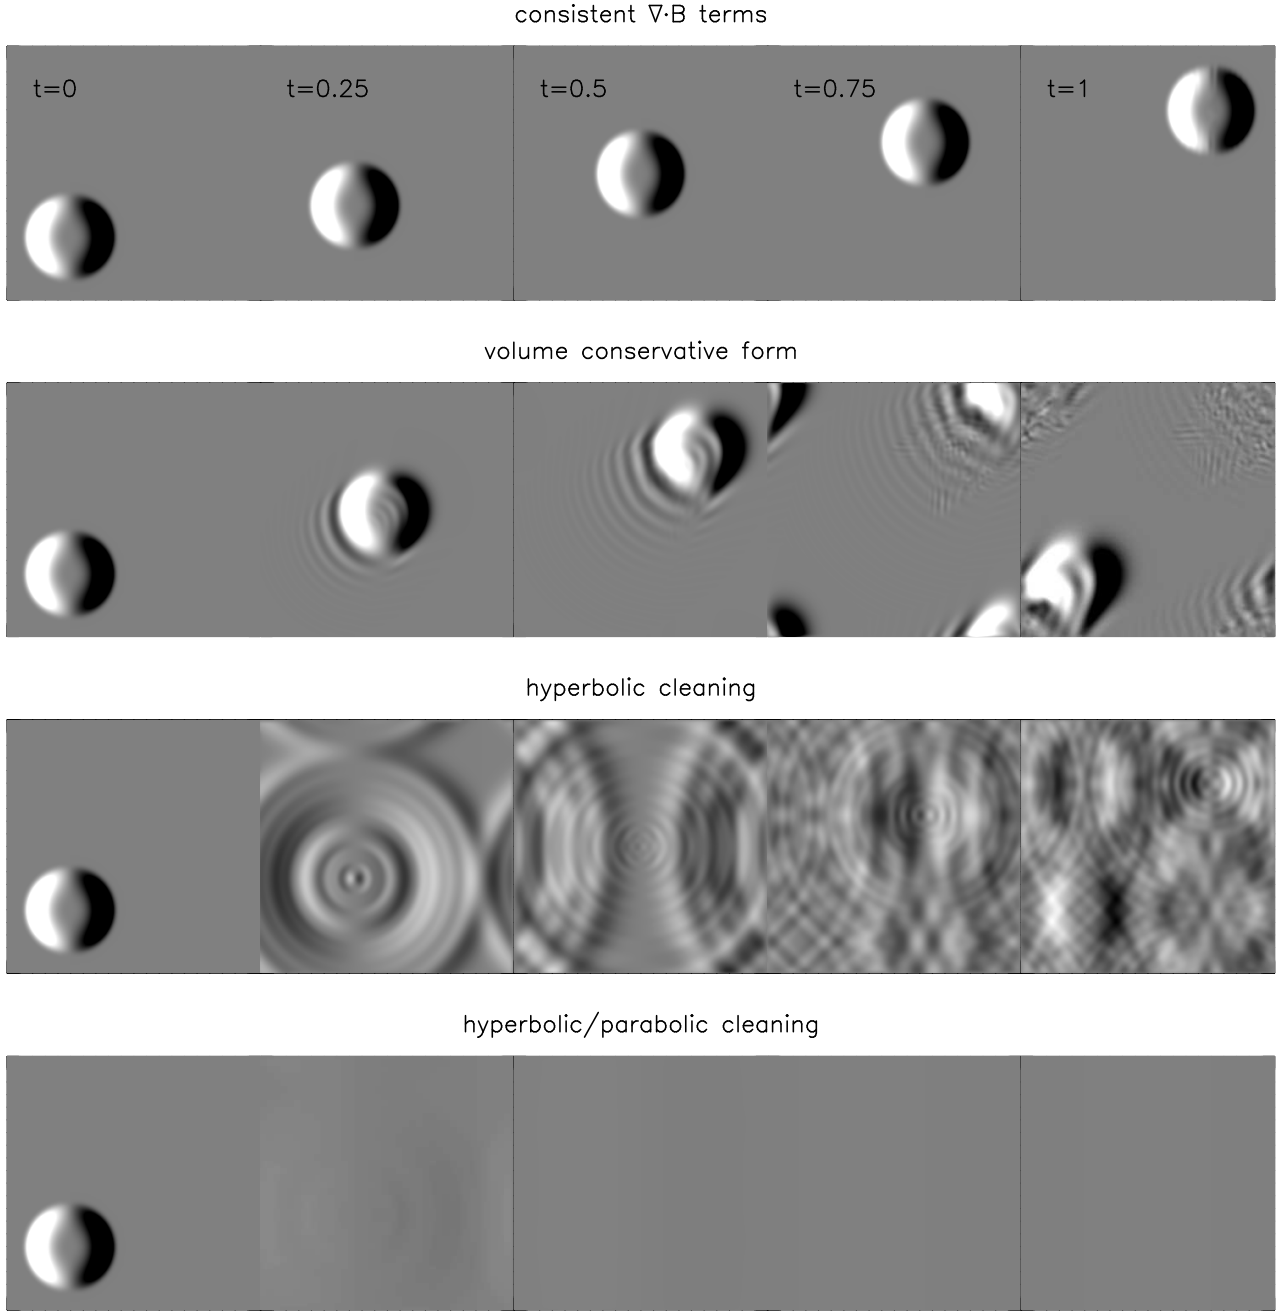 consistent ∇·B terms
t=0 t=0.25 t=0.5 t=0.75 t=1
volume conservative form
hyperbolic cleaning
hyperbolic/parabolic cleaning